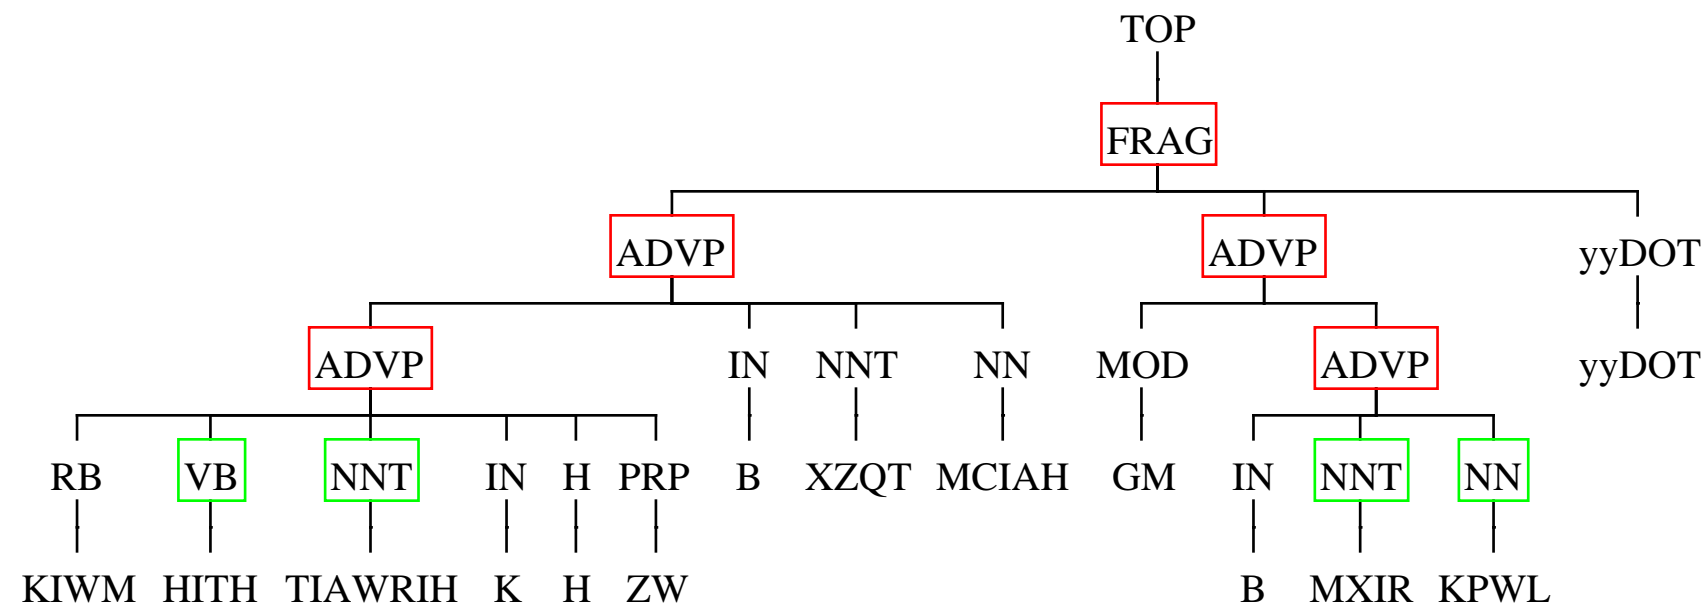 TOP
FRAG
ADVP ADVP yyDOT
ADVP IN NNT NN MOD ADVP yyDOT
RB VB NNT IN H PRP B XZQT MCIAH GM IN NNT NN
KIWM HITH TIAWRIH K H ZW B MXIR KPWL